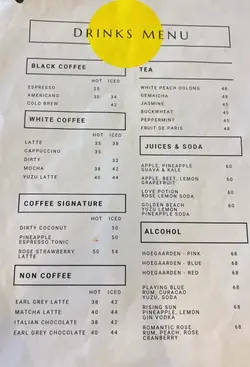 DRINKS MENU
BLACK COFFEE
HOT ICED
ESPRESSO 25
AMERICANO 30 34
COLD BREW 42
WHITE COFFEE
HOT ICED
LATTE 35 38
CAPPUCCINO 35
DIRTY 32
MOCHA 38 42
YUZU LATTE 40 44
COFFEE SIGNATURE
HOT ICED
DIRTY COCONUT 50
PINEAPPLE
ESPRESSO TONIC 50
ROSE STRAWBERRY 50 54
LATTE
NON COFFEE
HOT ICED
EARL GREY LATTE 38 42
MATCHA LATTE 40 44
ITALIAN CHOCOLATE 38 42
EARL GREY CHOCOLATE 40 44
TEA
WHITE PEACH OOLONG 48
GEMAICHA 45
JASMINE 45
BUCKWHEAT 45
PEPPERMINT 45
FRUIT DE PARIS 48
JUICES & SODA
APPLE, PINEAPPLE 60
GUAVA & KALE
APPLE, BEET, LEMON 60
GRAPEFRUIT
LOVE POTION 60
ROSE LEMON SODA
GOLDEN BEACH 60
YUZU LEMON
PINEAPPLE SODA
ALCOHOL
HOEGAARDEN - PINK 68
HOEGAARDEN - BLUE 68
HOEGAARDEN - RED 68
PLAYING BLUE 68
RUM, CURACAO
YUZU, SODA
RISING SUN 68
PINEAPPLE, LEMON
GIN VODKA
ROMANTIC ROSE 68
RUM, PEACH, ROSE
CRANBERRY